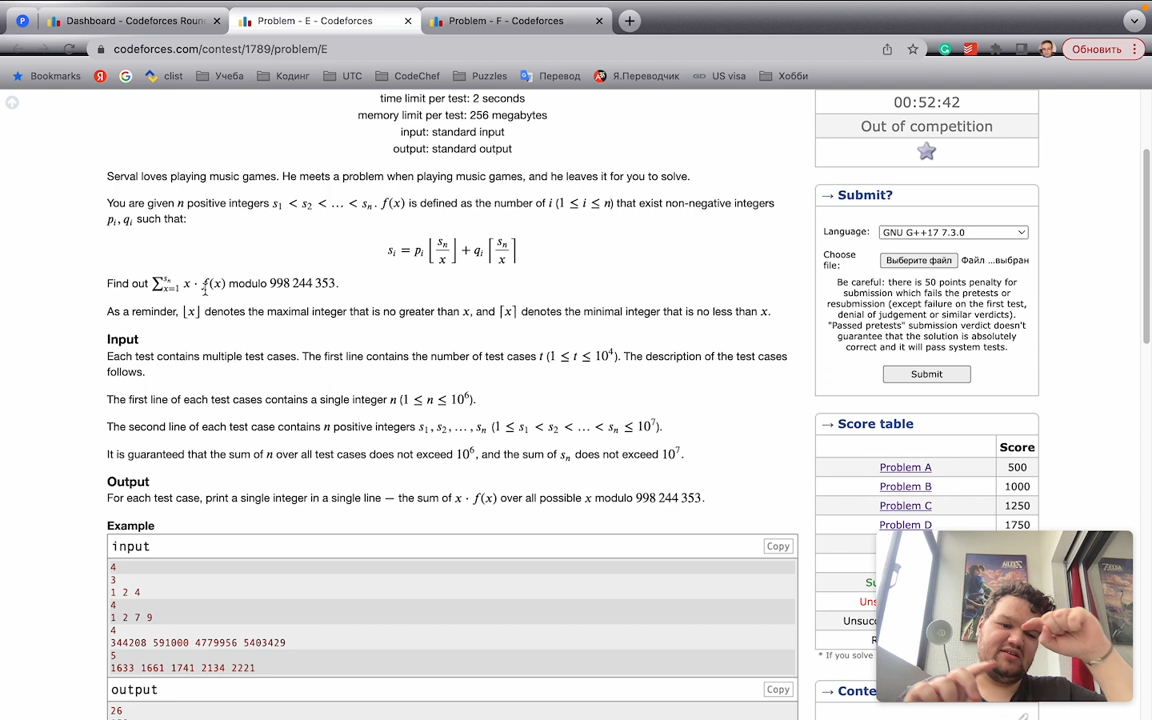 Dashboard - Codeforces Roun
Problem - E - Codeforces
Problem - F - Codeforces
codeforces.com/contest/1789/problem/E
Обновить
Bookmarks
clist
Учеба
Кодинг
UTC
CodeChef
Puzzles
Перевод
Я.Переводчик
US visa
Хобби
time limit per test: 2 seconds
memory limit per test: 256 megabytes
input: standard input
output: standard output
Serval loves playing music games. He meets a problem when playing music games, and he leaves it for you to solve.
You are given n positive integers s₁ < s₂ < … < sₙ. f(x) is defined as the number of i (1 ≤ i ≤ n) that exist non-negative integers
pᵢ, qᵢ such that:
sᵢ = pᵢ ⌊sₙ/x⌋ + qᵢ ⌈sₙ/x⌉
Find out ∑ₓ₌₁^{sₙ} x · f(x) modulo 998 244 353.
As a reminder, ⌊x⌋ denotes the maximal integer that is no greater than x, and ⌈x⌉ denotes the minimal integer that is no less than x.
Input
Each test contains multiple test cases. The first line contains the number of test cases t (1 ≤ t ≤ 10⁴). The description of the test cases
follows.
The first line of each test cases contains a single integer n (1 ≤ n ≤ 10⁶).
The second line of each test case contains n positive integers s₁, s₂, …, sₙ (1 ≤ s₁ < s₂ < … < sₙ ≤ 10⁷).
It is guaranteed that the sum of n over all test cases does not exceed 10⁶, and the sum of sₙ does not exceed 10⁷.
Output
For each test case, print a single integer in a single line — the sum of x · f(x) over all possible x modulo 998 244 353.
Example
input
Copy
4
3
1 2 4
4
1 2 7 9
4
344208 591000 4779956 5403429
5
1633 1661 1741 2134 2221
output
Copy
26
00:52:42
Out of competition
→ Submit?
Language:
GNU G++17 7.3.0
Choose
file:
Выберите файл
Файл ...выбран
Be careful: there is 50 points penalty for
submission which fails the pretests or
resubmission (except failure on the first test,
denial of judgement or similar verdicts).
"Passed pretests" submission verdict doesn't
guarantee that the solution is absolutely
correct and it will pass system tests.
Submit
→ Score table
Score
Problem A
500
Problem B
1000
Problem C
1250
Problem D
1750
Su
Uns
Unsucc
R
* If you solve
→ Conte